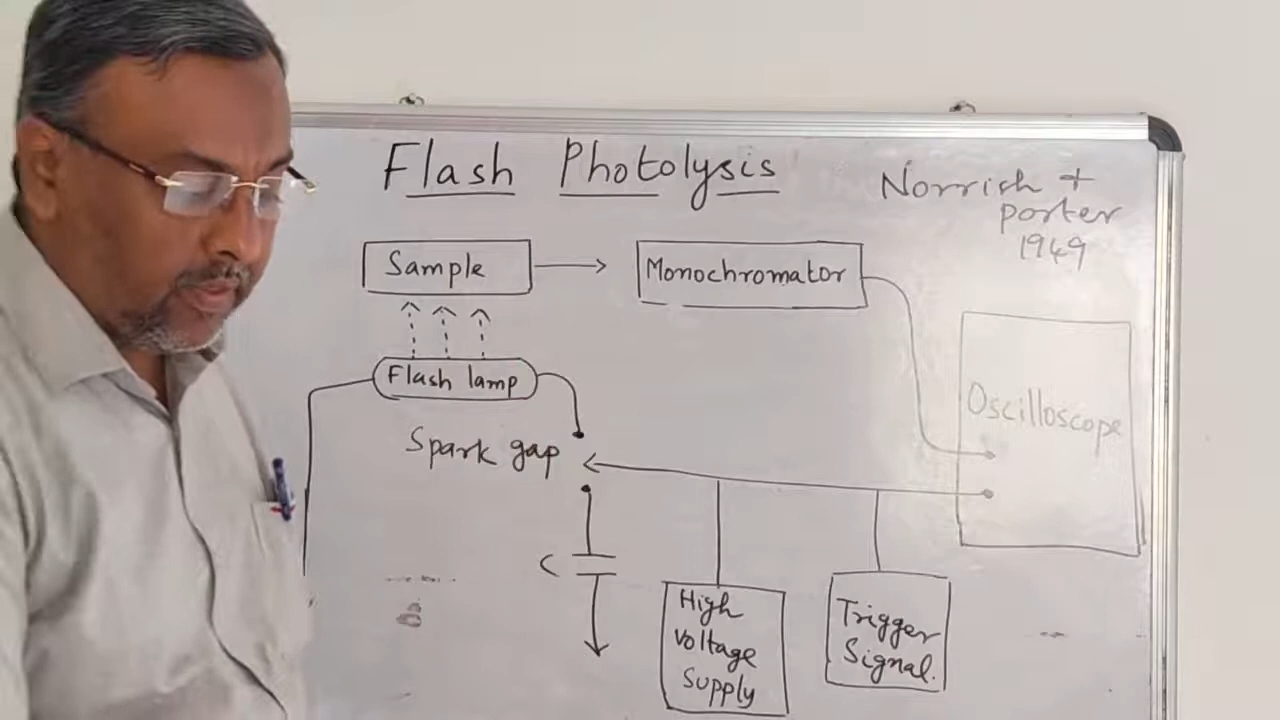 Flash Photolysis
Norrish +
porter
1949
Sample
Monochromator
Flash lamp
Oscilloscope
Spark gap
C
High
voltage
supply
Trigger
Signal.